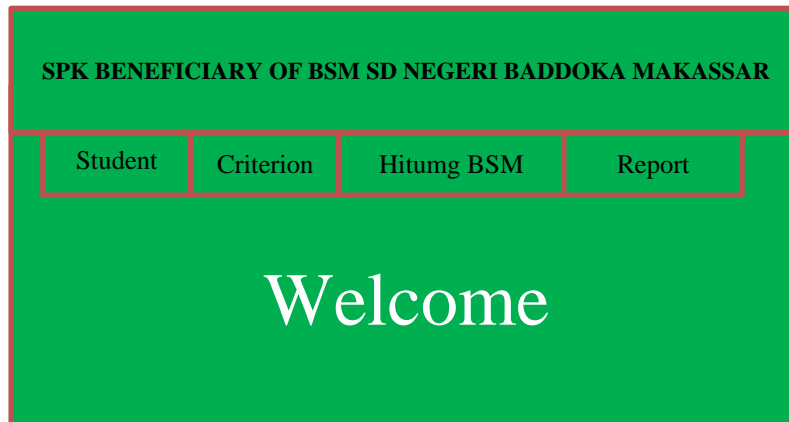 SPK BENEFICIARY OF BSM SD NEGERI BADDOKA MAKASSAR
Student Criterion Hitumg BSM Report
Welcome